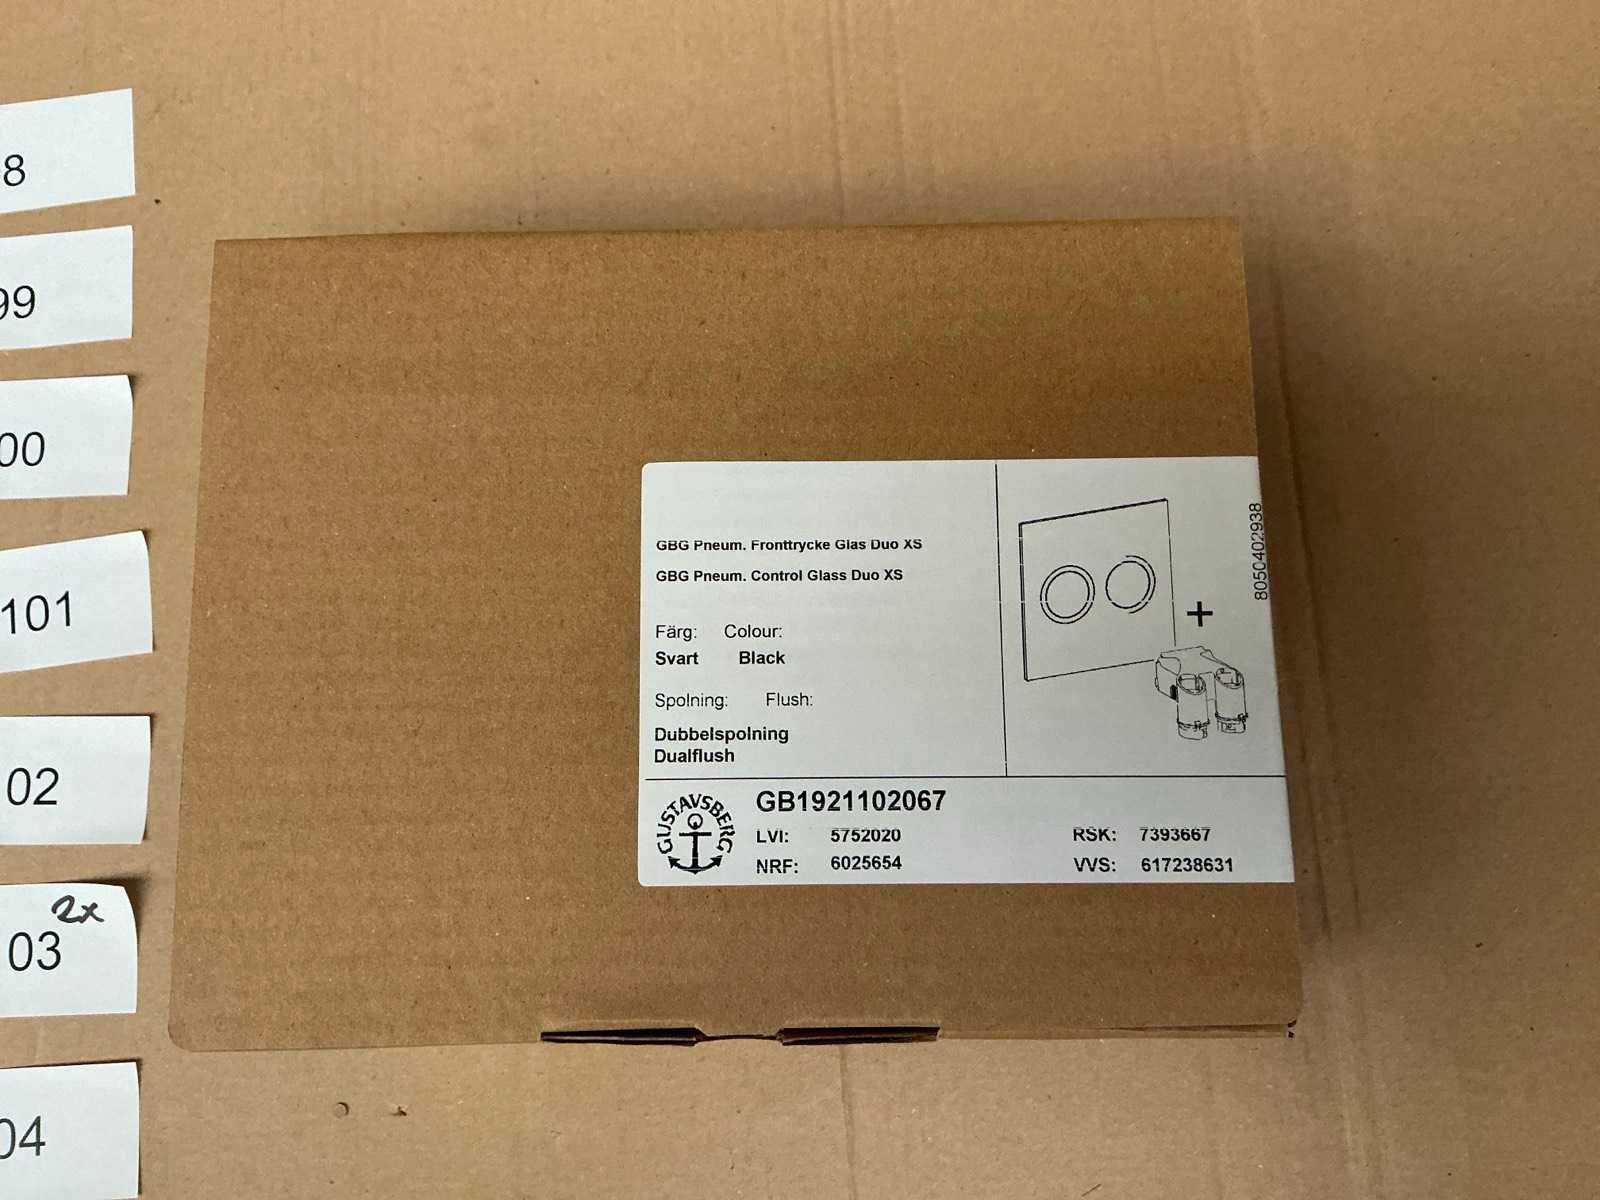 8
99
00
101
02
2x
03
04
GBG Pneum. Fronttrycke Glas Duo XS
GBG Pneum. Control Glass Duo XS
Färg: Colour:
Svart Black
Spolning: Flush:
Dubbelspolning
Dualflush
+
8050402938
GUSTAVSBERG
GB1921102067
LVI: 5752020 RSK: 7393667
NRF: 6025654 VVS: 617238631